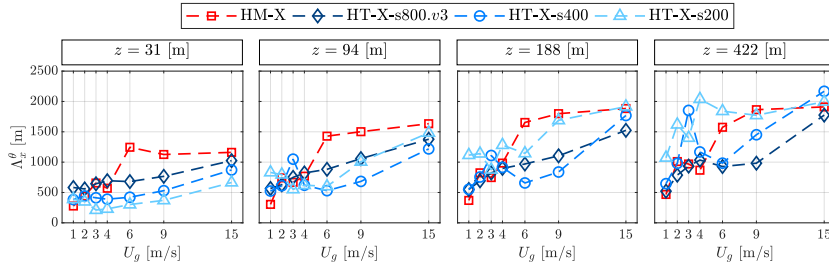 HM-X HT-X-s800.v3 HT-X-s400 HT-X-s200
z = 31 [m] z = 94 [m] z = 188 [m] z = 422 [m]
2500
2000
1500
1000
500
0
Λ_x^θ [m]
1 2 3 4 6 9 15 1 2 3 4 6 9 15 1 2 3 4 6 9 15 1 2 3 4 6 9 15
U_g [m/s] U_g [m/s] U_g [m/s] U_g [m/s]